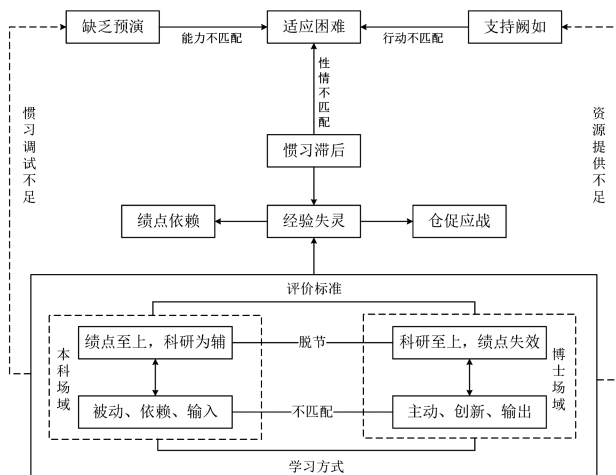 缺乏预演
能力不匹配
适应困难
行动不匹配
支持阙如
性情不匹配
惯习调试不足
资源提供不足
惯习滞后
绩点依赖
经验失灵
仓促应战
评价标准
本科场域
绩点至上，科研为辅
脱节
科研至上，绩点失效
博士场域
被动、依赖、输入
不匹配
主动、创新、输出
学习方式